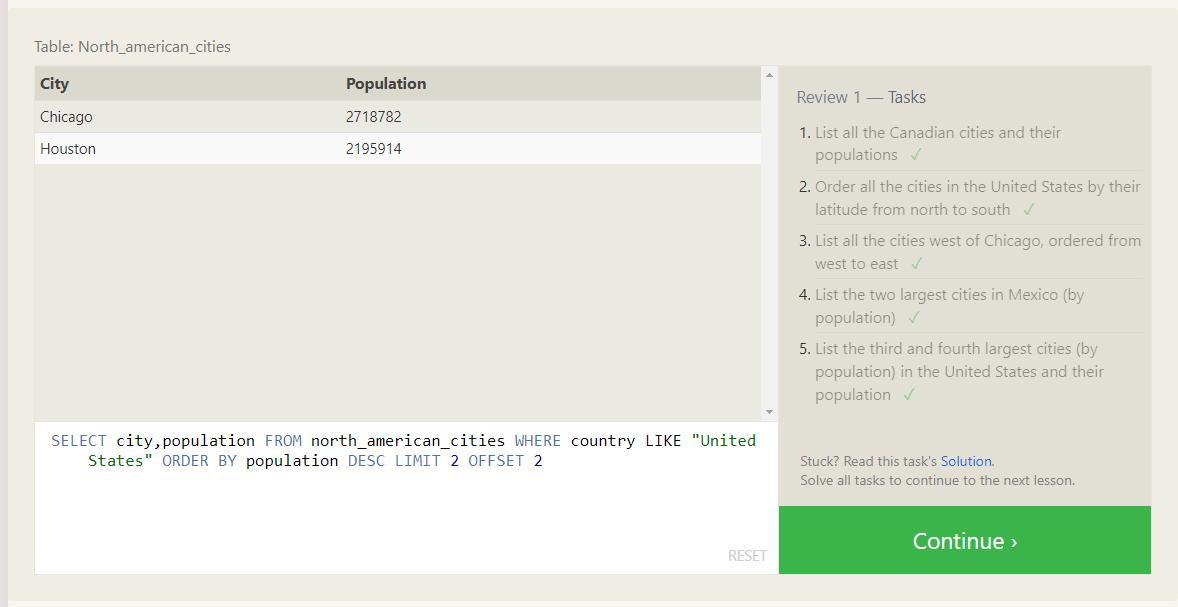 Table: North_american_cities
City Population
Chicago 2718782
Houston 2195914
SELECT city,population FROM north_american_cities WHERE country LIKE "United
States" ORDER BY population DESC LIMIT 2 OFFSET 2
RESET
Review 1 — Tasks
1. List all the Canadian cities and their
populations ✓
2. Order all the cities in the United States by their
latitude from north to south ✓
3. List all the cities west of Chicago, ordered from
west to east ✓
4. List the two largest cities in Mexico (by
population) ✓
5. List the third and fourth largest cities (by
population) in the United States and their
population ✓
Stuck? Read this task's Solution.
Solve all tasks to continue to the next lesson.
Continue ›